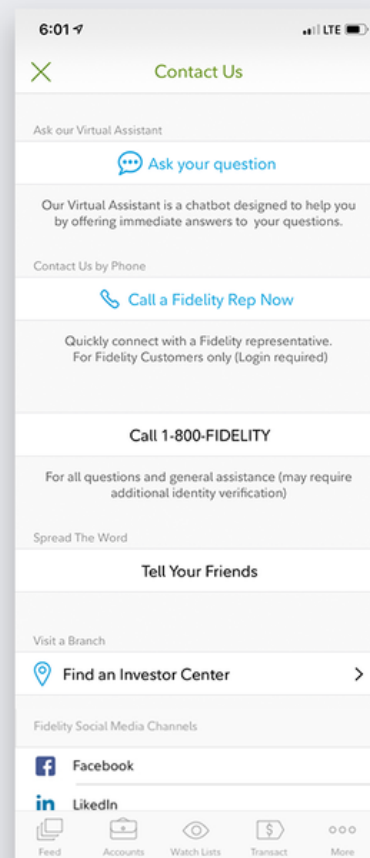 6:01
LTE
Contact Us
Ask our Virtual Assistant
Ask your question
Our Virtual Assistant is a chatbot designed to help you
by offering immediate answers to your questions.
Contact Us by Phone
Call a Fidelity Rep Now
Quickly connect with a Fidelity representative.
For Fidelity Customers only (Login required)
Call 1-800-FIDELITY
For all questions and general assistance (may require
additional identity verification)
Spread The Word
Tell Your Friends
Visit a Branch
Find an Investor Center
Fidelity Social Media Channels
Facebook
in LikedIn
Feed Accounts Watch Lists Transact More